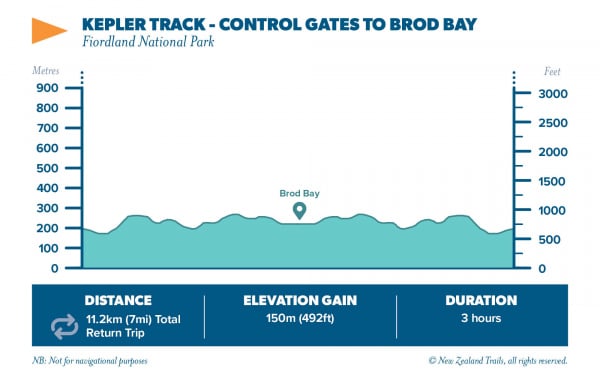 KEPLER TRACK - CONTROL GATES TO BROD BAY
Fiordland National Park
Metres
Feet
900
800
700
600
500
400
300
200
100
0
3000
2500
2000
1500
1000
500
0
Brod Bay
DISTANCE
11.2km (7mi) Total
Return Trip
ELEVATION GAIN
150m (492ft)
DURATION
3 hours
NB: Not for navigational purposes
© New Zealand Trails, all rights reserved.